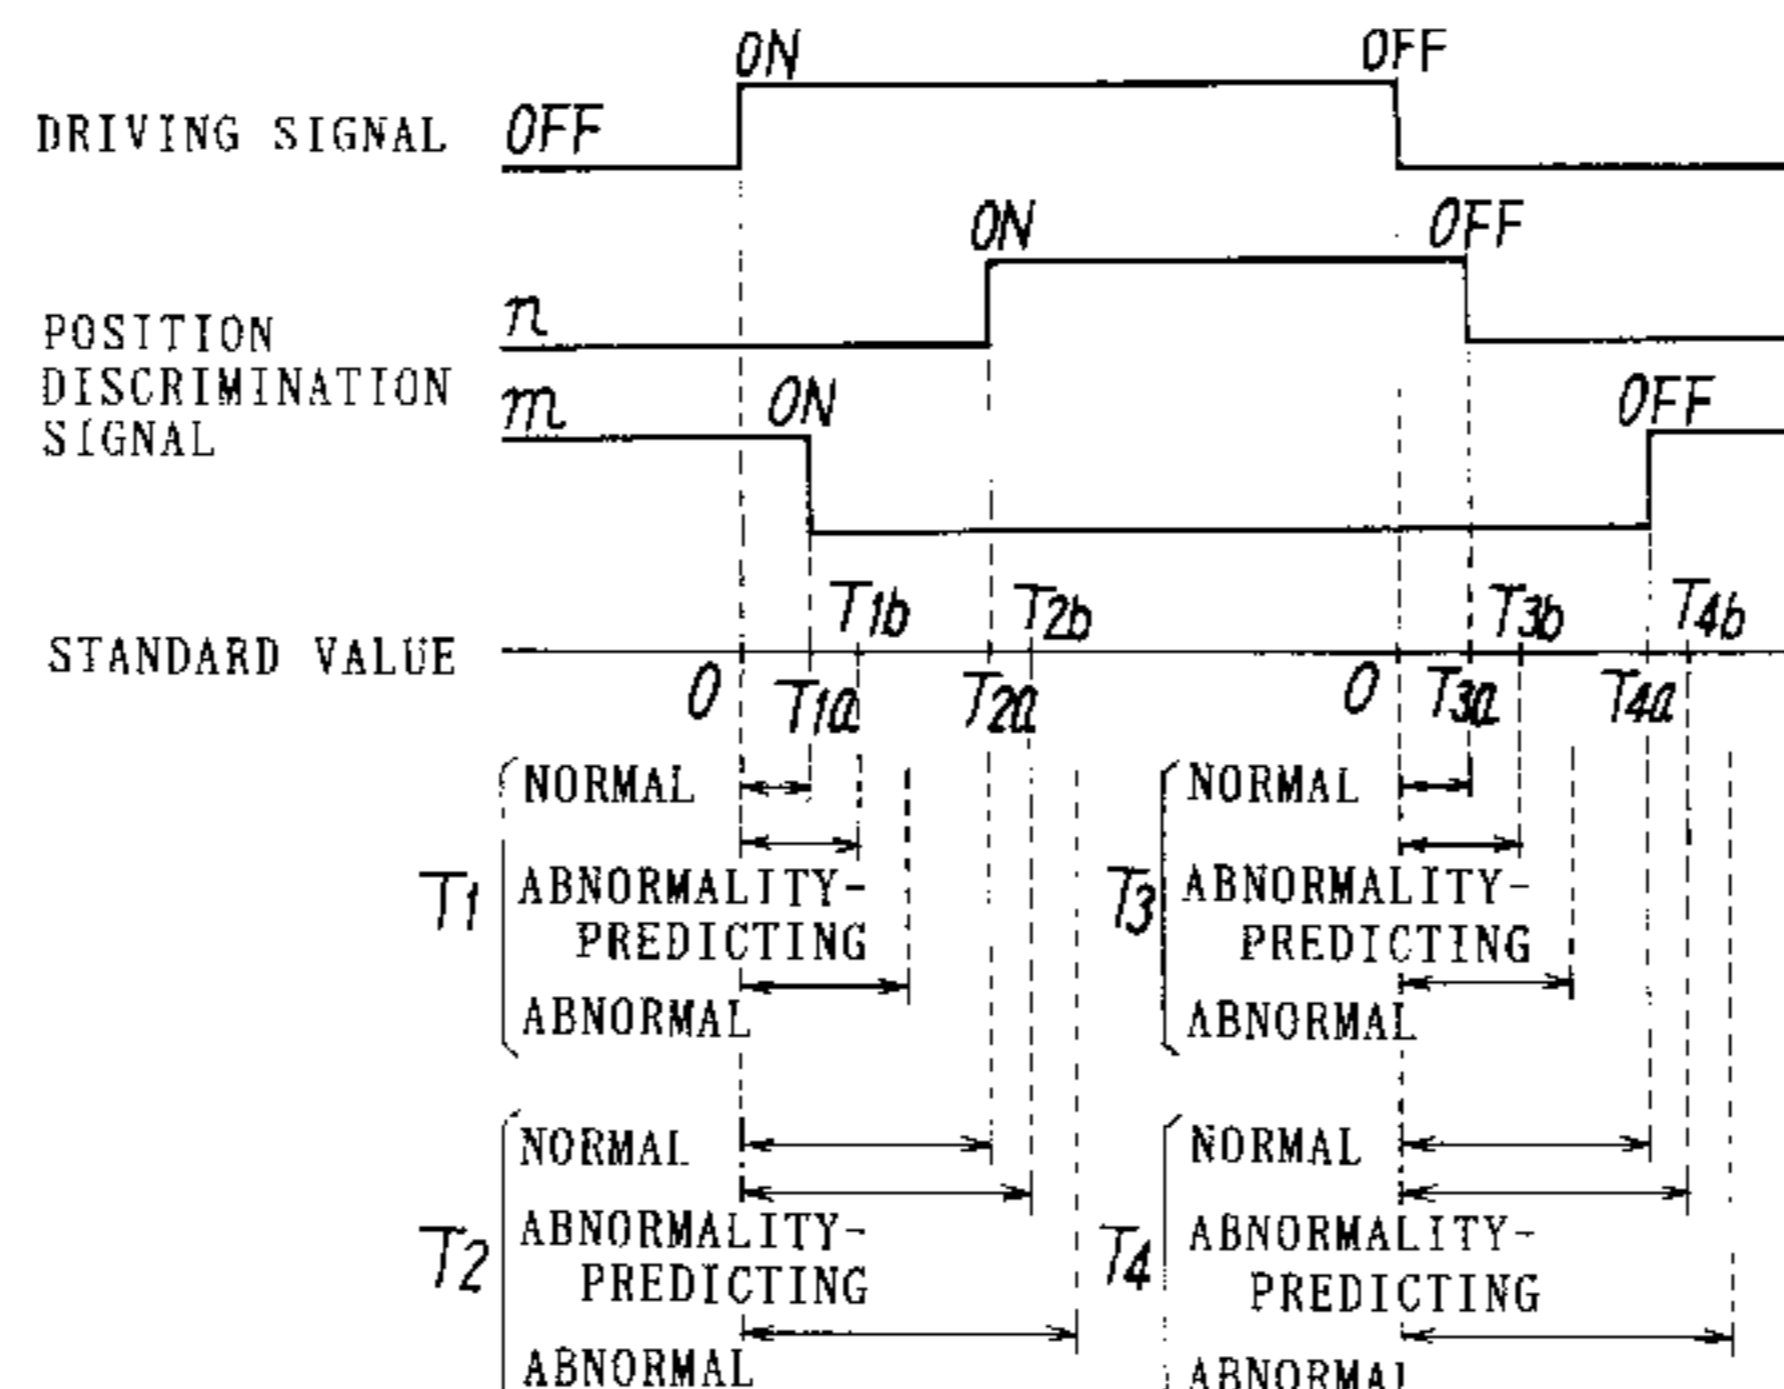 ON OFF
DRIVING SIGNAL OFF
ON OFF
n
POSITION
DISCRIMINATION
SIGNAL
m ON OFF
T1b T2b T3b T4b
STANDARD VALUE
0 T1a T2a 0 T3a T4a
T1
NORMAL
ABNORMALITY-
PREDICTING
ABNORMAL
T3
NORMAL
ABNORMALITY-
PREDICTING
ABNORMAL
T2
NORMAL
ABNORMALITY-
PREDICTING
ABNORMAL
T4
NORMAL
ABNORMALITY-
PREDICTING
ABNORMAL